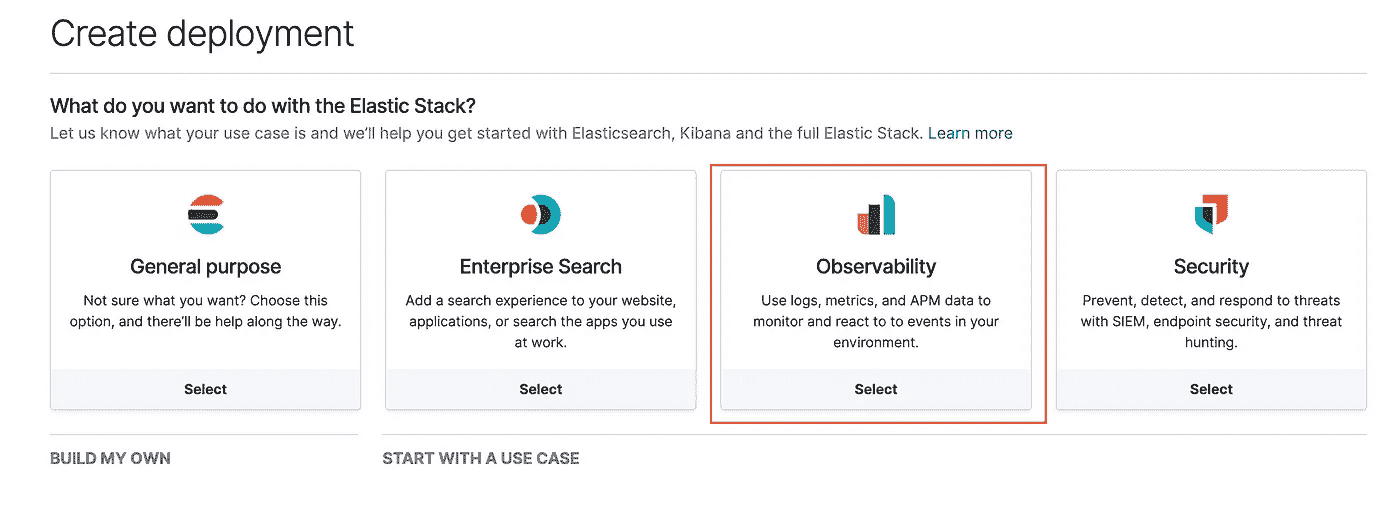 Create deployment
What do you want to do with the Elastic Stack?
Let us know what your use case is and we'll help you get started with Elasticsearch, Kibana and the full Elastic Stack. Learn more
General purpose
Not sure what you want? Choose this
option, and there'll be help along the way.
Select
Enterprise Search
Add a search experience to your website,
applications, or search the apps you use
at work.
Select
Observability
Use logs, metrics, and APM data to
monitor and react to to events in your
environment.
Select
Security
Prevent, detect, and respond to threats
with SIEM, endpoint security, and threat
hunting.
Select
BUILD MY OWN
START WITH A USE CASE